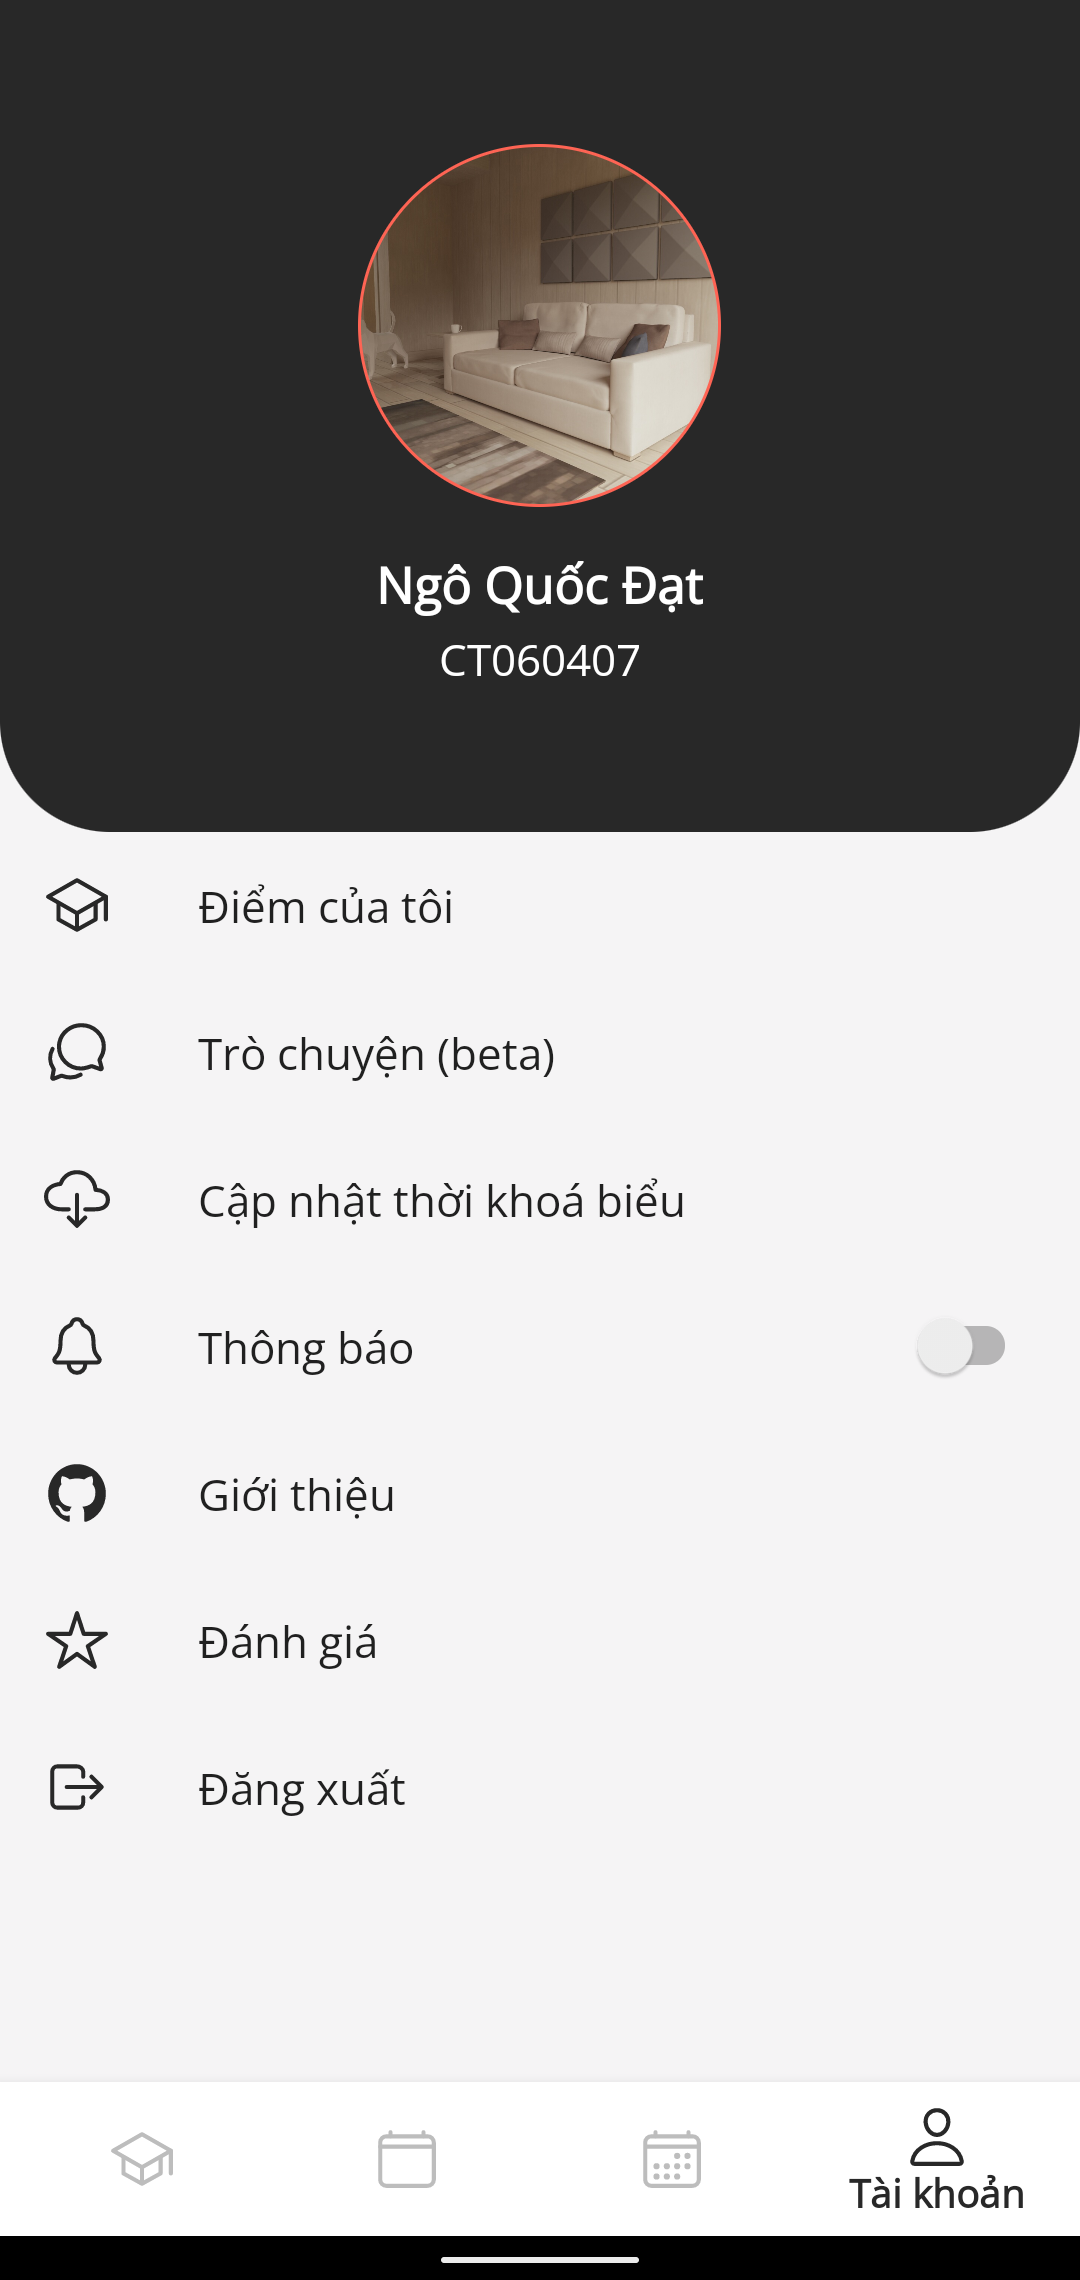 Ngô Quốc Đạt
CT060407
Điểm của tôi
Trò chuyện (beta)
Cập nhật thời khoá biểu
Thông báo
Giới thiệu
Đánh giá
Đăng xuất
Tài khoản